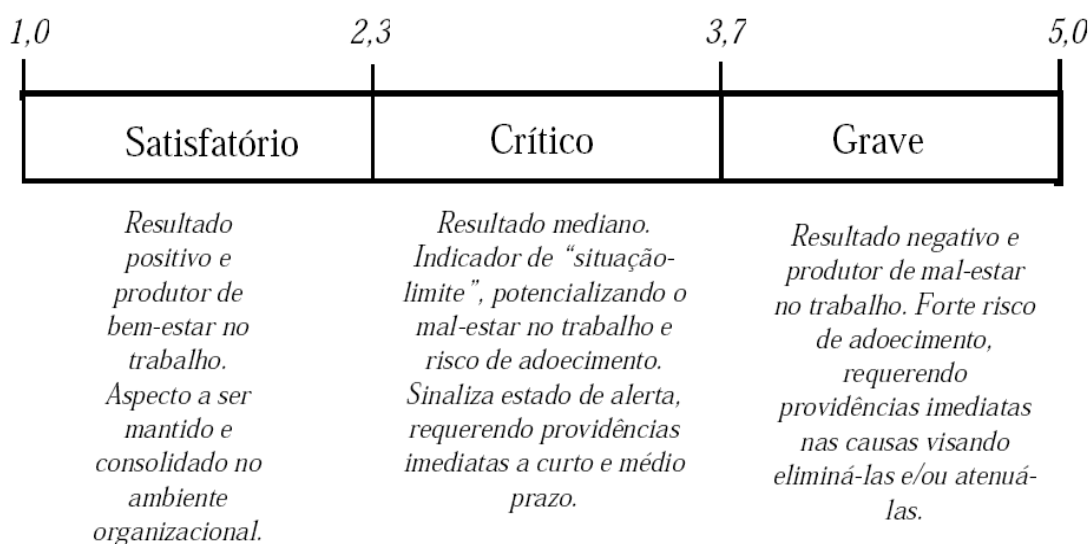 1,0 2,3 3,7 5,0
Satisfatório Crítico Grave
Resultado
positivo e
produtor de
bem-estar no
trabalho.
Aspecto a ser
mantido e
consolidado no
ambiente
organizacional.
Resultado mediano.
Indicador de “situação-
limite”, potencializando o
mal-estar no trabalho e
risco de adoecimento.
Sinaliza estado de alerta,
requerendo providências
imediatas a curto e médio
prazo.
Resultado negativo e
produtor de mal-estar
no trabalho. Forte risco
de adoecimento,
requerendo
providências imediatas
nas causas visando
eliminá-las e/ou atenuá-
las.